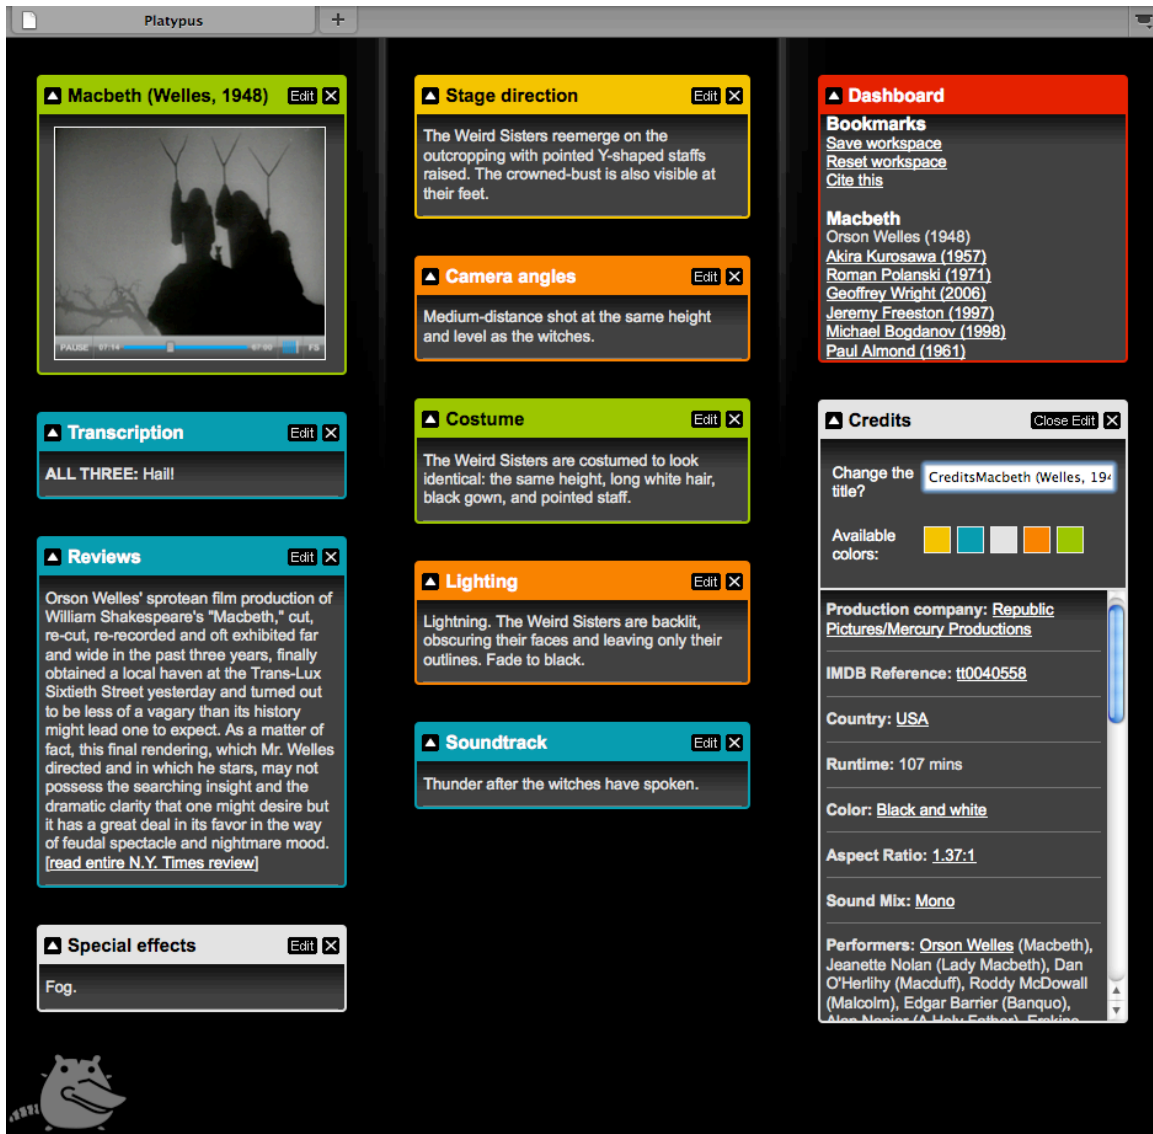 Platypus
Macbeth (Welles, 1948) Edit
PAUSE 07:14 FS
Transcription Edit
ALL THREE: Hail!
Reviews Edit
Orson Welles' sprotean film production of
William Shakespeare's "Macbeth," cut,
re-cut, re-recorded and oft exhibited far
and wide in the past three years, finally
obtained a local haven at the Trans-Lux
Sixtieth Street yesterday and turned out
to be less of a vagary than its history
might lead one to expect. As a matter of
fact, this final rendering, which Mr. Welles
directed and in which he stars, may not
possess the searching insight and the
dramatic clarity that one might desire but
it has a great deal in its favor in the way
of feudal spectacle and nightmare mood.
[read entire N.Y. Times review]
Special effects Edit
Fog.
Stage direction Edit
The Weird Sisters reemerge on the
outcropping with pointed Y-shaped staffs
raised. The crowned-bust is also visible at
their feet.
Camera angles Edit
Medium-distance shot at the same height
and level as the witches.
Costume Edit
The Weird Sisters are costumed to look
identical: the same height, long white hair,
black gown, and pointed staff.
Lighting Edit
Lightning. The Weird Sisters are backlit,
obscuring their faces and leaving only their
outlines. Fade to black.
Soundtrack Edit
Thunder after the witches have spoken.
Dashboard
Bookmarks
Save workspace
Reset workspace
Cite this
Macbeth
Orson Welles (1948)
Akira Kurosawa (1957)
Roman Polanski (1971)
Geoffrey Wright (2006)
Jeremy Freeston (1997)
Michael Bogdanov (1998)
Paul Almond (1961)
Credits Close Edit
Change the
title?
CreditsMacbeth (Welles, 194
Available
colors:
Production company: Republic
Pictures/Mercury Productions
IMDB Reference: tt0040558
Country: USA
Runtime: 107 mins
Color: Black and white
Aspect Ratio: 1.37:1
Sound Mix: Mono
Performers: Orson Welles (Macbeth),
Jeanette Nolan (Lady Macbeth), Dan
O'Herlihy (Macduff), Roddy McDowall
(Malcolm), Edgar Barrier (Banquo),
Alan Napier (A Holy Father), Erskine